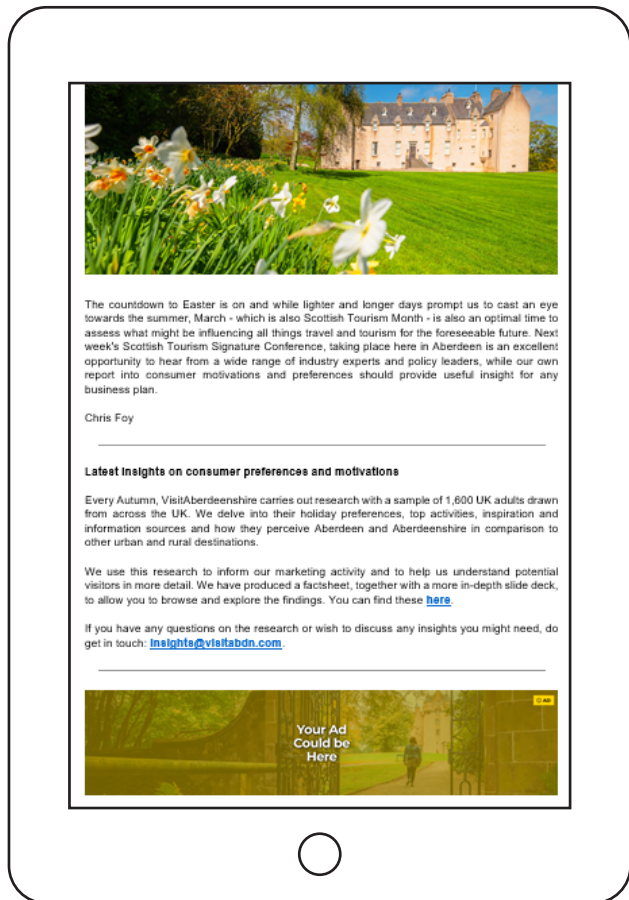 The countdown to Easter is on and while lighter and longer days prompt us to cast an eye
towards the summer, March - which is also Scottish Tourism Month - is also an optimal time to
assess what might be influencing all things travel and tourism for the foreseeable future. Next
week's Scottish Tourism Signature Conference, taking place here in Aberdeen is an excellent
opportunity to hear from a wide range of industry experts and policy leaders, while our own
report into consumer motivations and preferences should provide useful insight for any
business plan.
Chris Foy
Latest insights on consumer preferences and motivations
Every Autumn, VisitAberdeenshire carries out research with a sample of 1,600 UK adults drawn
from across the UK. We delve into their holiday preferences, top activities, inspiration and
information sources and how they perceive Aberdeen and Aberdeenshire in comparison to
other urban and rural destinations.
We use this research to inform our marketing activity and to help us understand potential
visitors in more detail. We have produced a factsheet, together with a more in-depth slide deck,
to allow you to browse and explore the findings. You can find these here.
If you have any questions on the research or wish to discuss any insights you might need, do
get in touch: insights@visitabdn.com.
AD
Your Ad
Could be
Here